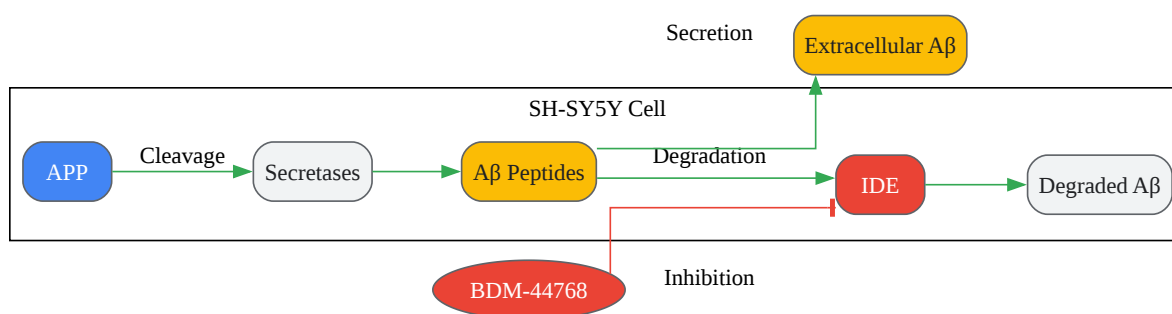 Secretion
Extracellular Aβ
SH-SY5Y Cell
APP
Cleavage
Secretases
Aβ Peptides
Degradation
IDE
Degraded Aβ
BDM-44768
Inhibition